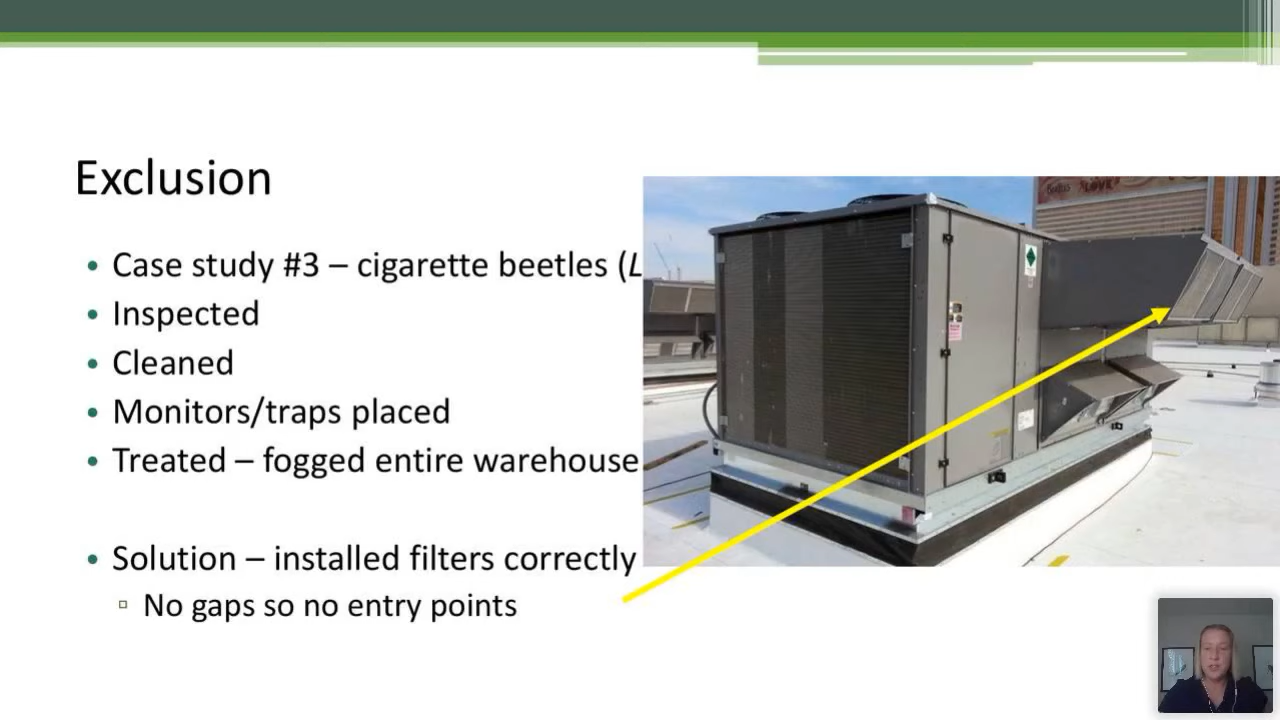 Exclusion
• Case study #3 – cigarette beetles (L
• Inspected
• Cleaned
• Monitors/traps placed
• Treated – fogged entire warehouse
• Solution – installed filters correctly
▫ No gaps so no entry points
LOVE